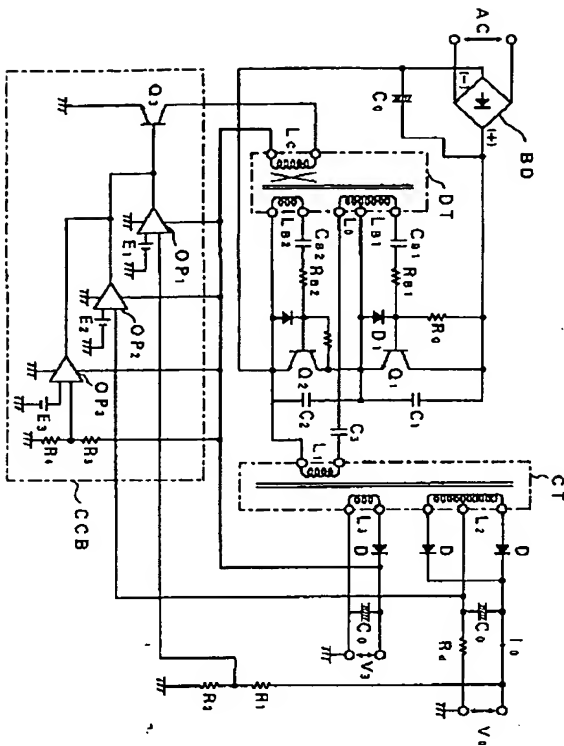 AC
BD
(-)
(+)
C₀
DT
L_C
L_B2
L_D
L_B1
C_B2
R_B2
C_B1
R_B1
R₀
D₁
Q₁
Q₂
C₂
C₁
C₃
L₁
CT
L₂
L₃
D
D
D
C₀
C₀
I₀
R_d
V₀
V₃
R₁
R₂
Q₃
E₁
OP₁
E₂
OP₂
E₃
OP₃
R₄
R₃
CCB